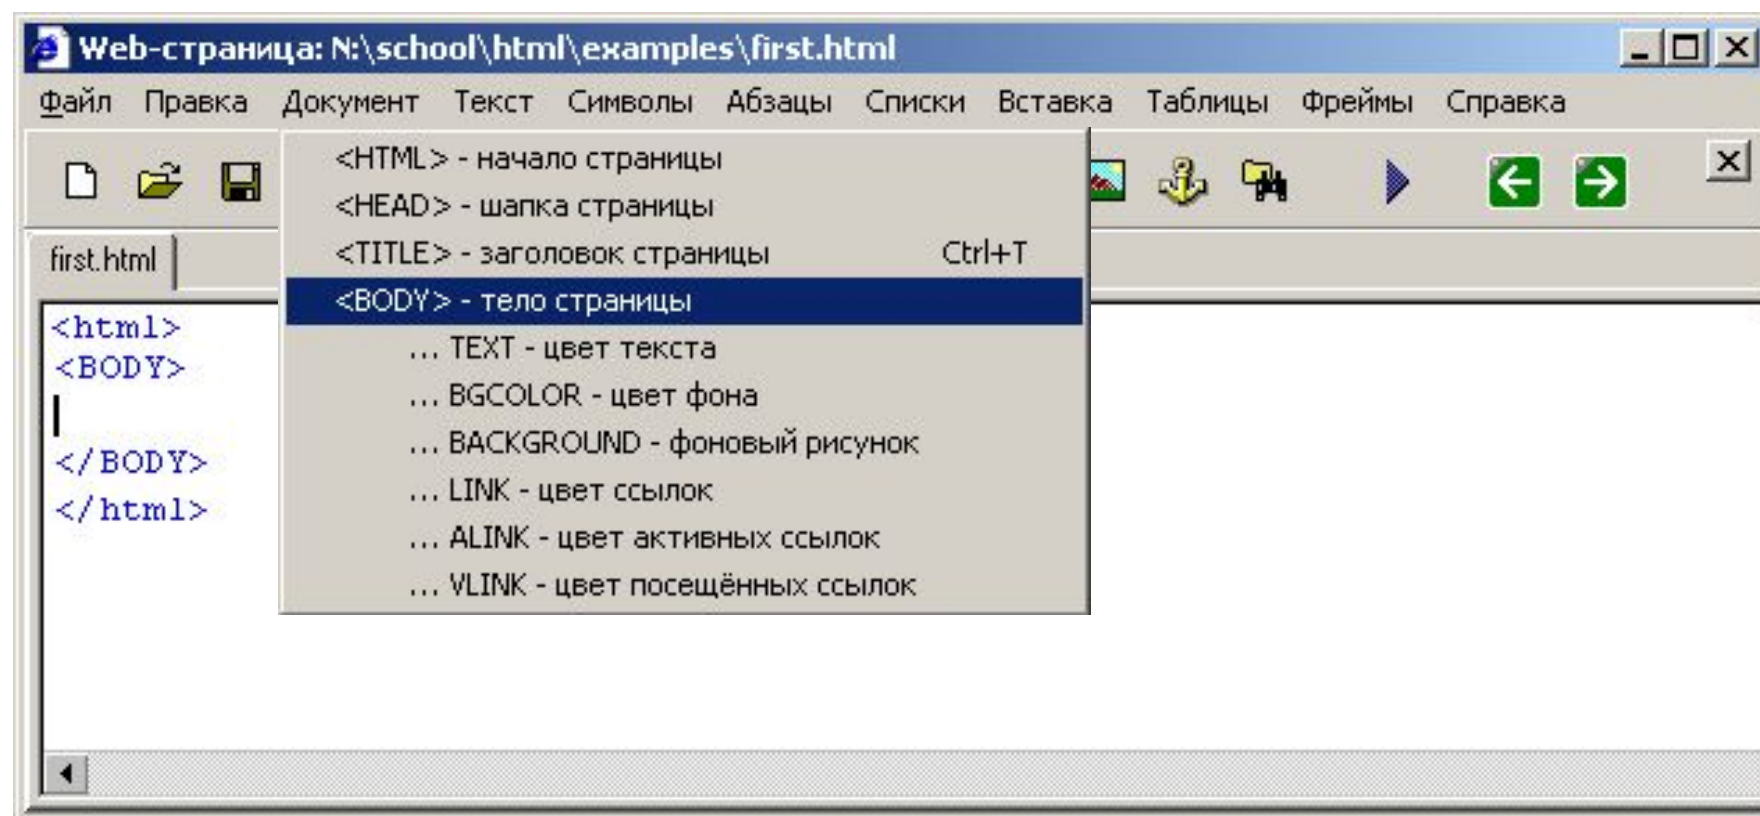 Web-страница: N:\school\html\examples\first.html
Файл Правка Документ Текст Символы Абзацы Списки Вставка Таблицы Фреймы Справка
<HTML> - начало страницы
<HEAD> - шапка страницы
<TITLE> - заголовок страницы Ctrl+T
<BODY> - тело страницы
... TEXT - цвет текста
... BGCOLOR - цвет фона
... BACKGROUND - фоновый рисунок
... LINK - цвет ссылок
... ALINK - цвет активных ссылок
... VLINK - цвет посещённых ссылок
first.html
<html>
<BODY>
</BODY>
</html>